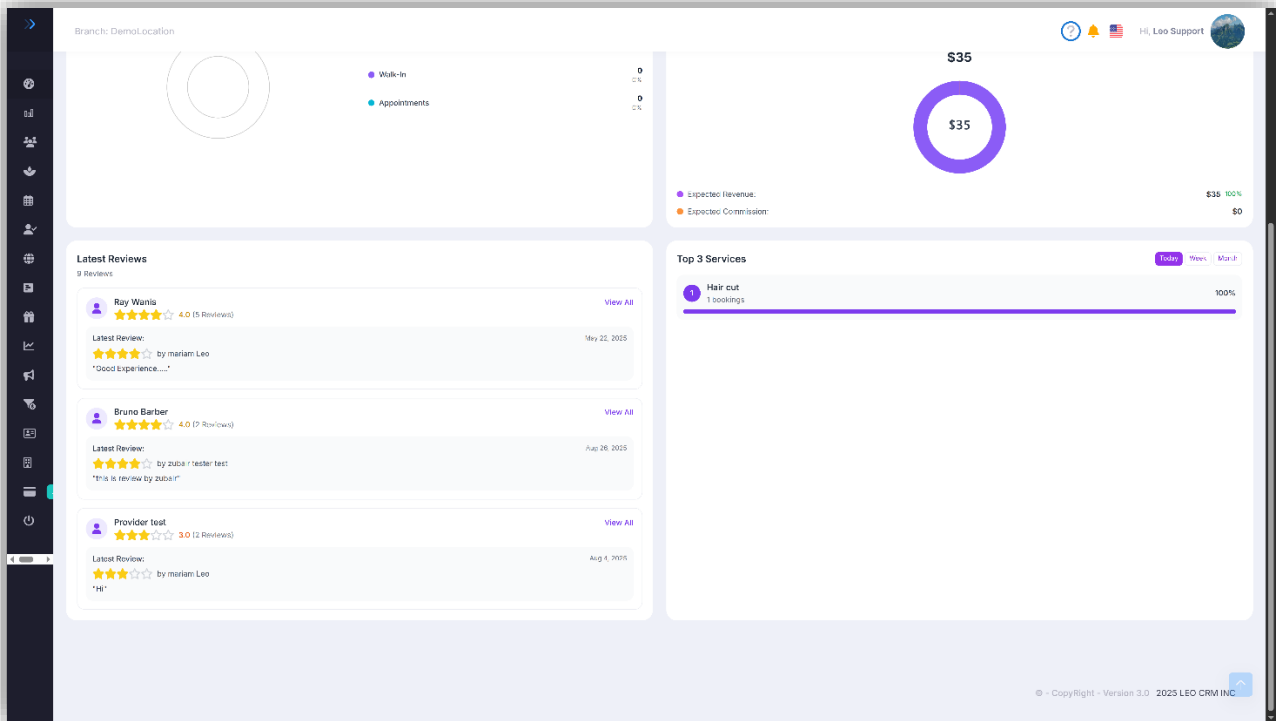 Branch: DemoLocation
Hi, Leo Support
Walk-In
0
0%
Appointments
0
0%
$35
$35
Expected Revenue:
$35 100%
Expected Commission:
$0
Latest Reviews
9 Reviews
Ray Wanis
View All
4.0 (5 Reviews)
Latest Review:
May 22, 2025
by mariam Leo
"Good Experience....."
Bruno Barber
View All
4.0 (2 Reviews)
Latest Review:
Aug 26, 2025
by zubair tester test
"this is review by zubair"
Provider test
View All
3.0 (2 Reviews)
Latest Review:
Aug 4, 2025
by mariam Leo
"Hi"
Top 3 Services
Today Week Month
1
Hair cut
1 bookings
100%
© - CopyRight - Version 3.0 2025 LEO CRM INC